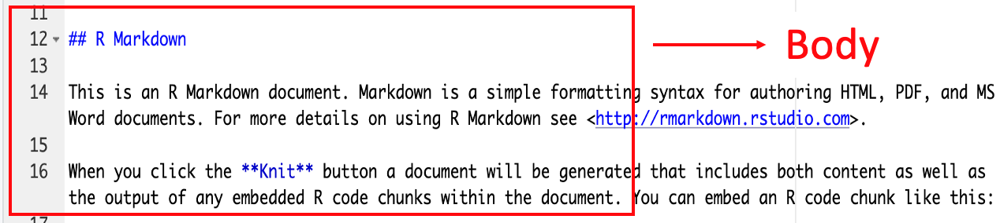 11
12 ## R Markdown
Body
13
14 This is an R Markdown document. Markdown is a simple formatting syntax for authoring HTML, PDF, and MS
Word documents. For more details on using R Markdown see <http://rmarkdown.rstudio.com>.
15
16 When you click the **Knit** button a document will be generated that includes both content as well as
the output of any embedded R code chunks within the document. You can embed an R code chunk like this:
17